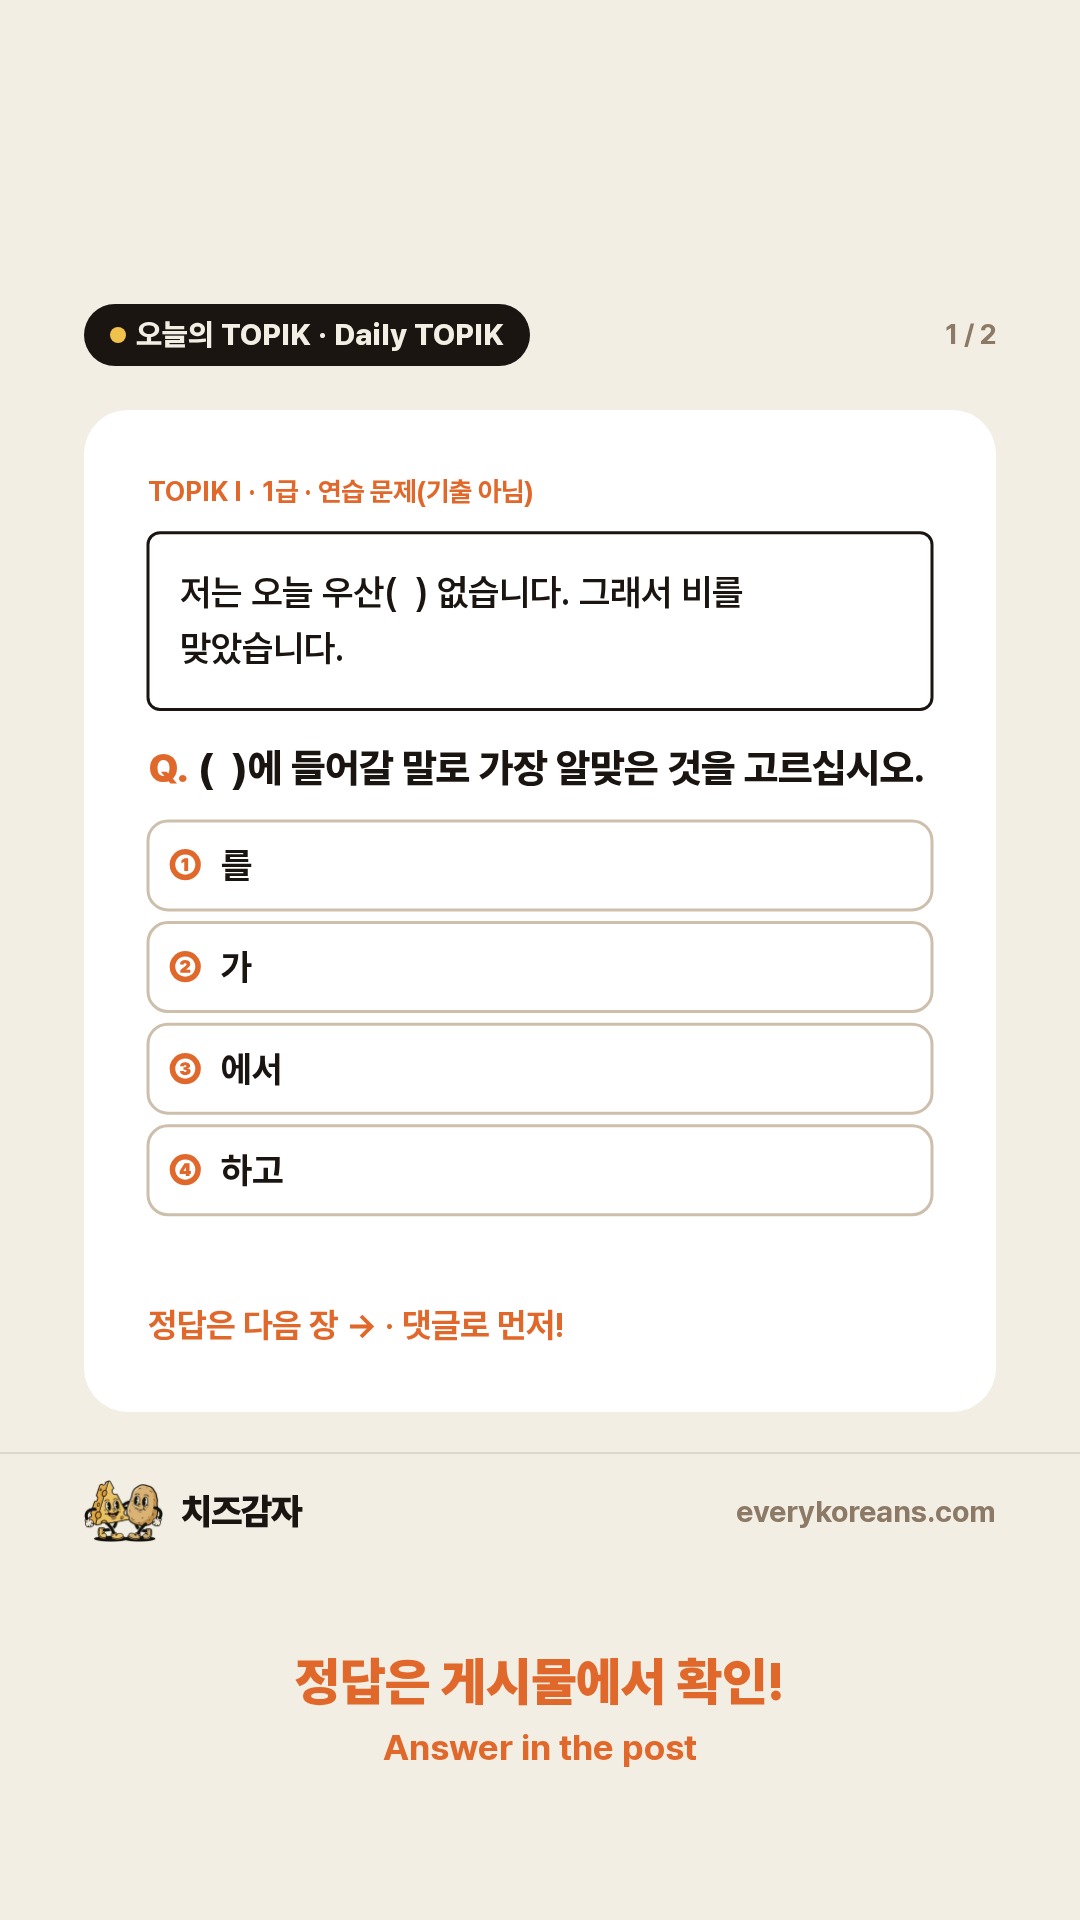 오늘의 TOPIK · Daily TOPIK
1 / 2
TOPIK I · 1급 · 연습 문제(기출 아님)
저는 오늘 우산(  ) 없습니다. 그래서 비를
맞았습니다.
Q. (  )에 들어갈 말로 가장 알맞은 것을 고르십시오.
① 를
② 가
③ 에서
④ 하고
정답은 다음 장 → · 댓글로 먼저!
치즈감자
everykoreans.com
정답은 게시물에서 확인!
Answer in the post